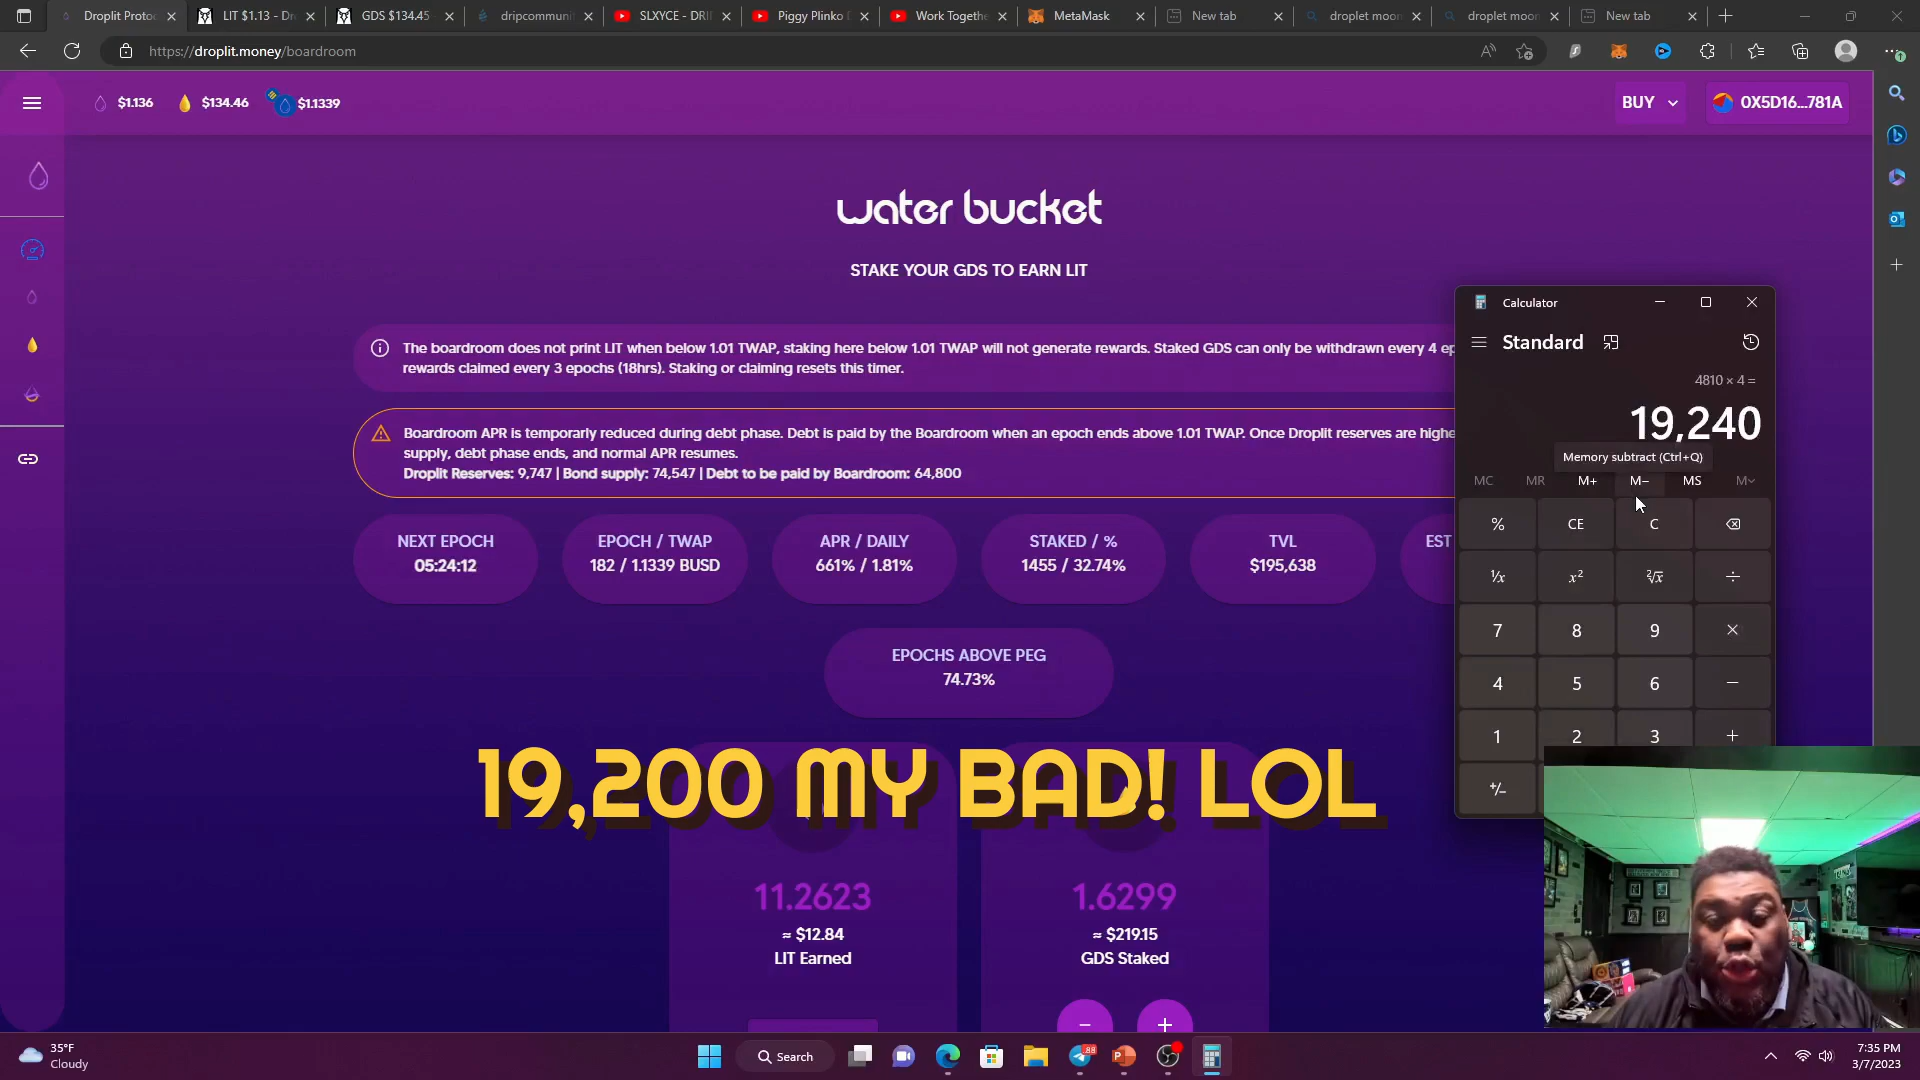 Droplit Proto
LIT $1.13 - Dr
GDS $134.45
dripcommuni
SLXYCE - DRI
Piggy Plinko
Work Togethe
MetaMask
New tab
droplet moon
droplet moon
New tab
https://droplit.money/boardroom
$1.136
$134.46
$1.1339
BUY
0X5D16...781A
water bucket
STAKE YOUR GDS TO EARN LIT
The boardroom does not print LIT when below 1.01 TWAP, staking here below 1.01 TWAP will not generate rewards. Staked GDS can only be withdrawn every 4 ep
rewards claimed every 3 epochs (18hrs). Staking or claiming resets this timer.
Boardroom APR is temporarly reduced during debt phase. Debt is paid by the Boardroom when an epoch ends above 1.01 TWAP. Once Droplit reserves are highe
supply, debt phase ends, and normal APR resumes.
Droplit Reserves: 9,747 | Bond supply: 74,547 | Debt to be paid by Boardroom: 64,800
NEXT EPOCH
05:24:12
EPOCH / TWAP
182 / 1.1339 BUSD
APR / DAILY
661% / 1.81%
STAKED / %
1455 / 32.74%
TVL
$195,638
EST
EPOCHS ABOVE PEG
74.73%
Calculator
Standard
4810 × 4 =
19,240
Memory subtract (Ctrl+Q)
MC MR M+ M− MS M˅
% CE C
¹/x x² ²√x ÷
7 8 9 ×
4 5 6 −
1 2 3 +
+/−
19,200 MY BAD! LOL
11.2623
≈ $12.84
LIT Earned
1.6299
≈ $219.15
GDS Staked
− +
35°F
Cloudy
Search
88
7:35 PM
3/7/2023